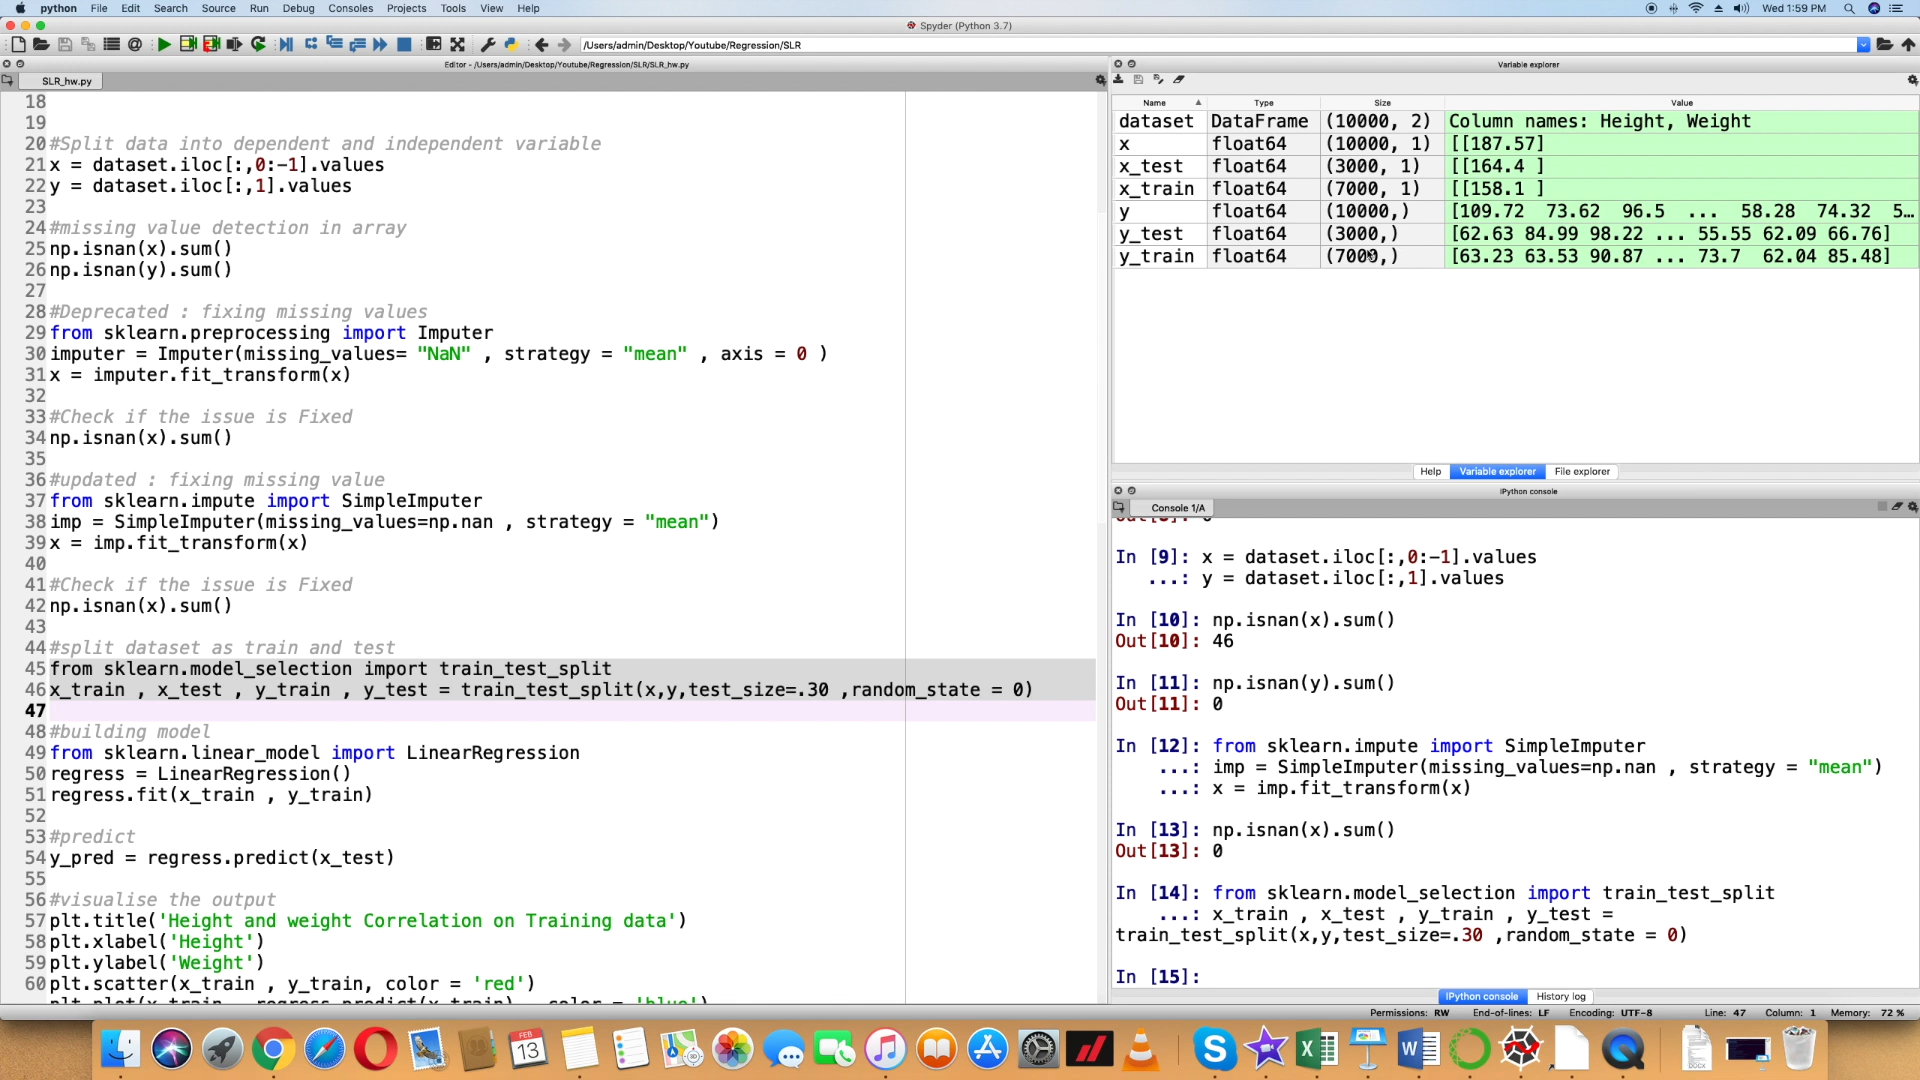 python File Edit Search Source Run Debug Consoles Projects Tools View Help Wed 1:59 PM
Spyder (Python 3.7)
/Users/admin/Desktop/Youtube/Regression/SLR
Editor - /Users/admin/Desktop/Youtube/Regression/SLR/SLR_hw.py
SLR_hw.py
18
19
20 #Split data into dependent and independent variable
21 x = dataset.iloc[:,0:-1].values
22 y = dataset.iloc[:,1].values
23
24 #missing value detection in array
25 np.isnan(x).sum()
26 np.isnan(y).sum()
27
28 #Deprecated : fixing missing values
29 from sklearn.preprocessing import Imputer
30 imputer = Imputer(missing_values= "NaN" , strategy = "mean" , axis = 0 )
31 x = imputer.fit_transform(x)
32
33 #Check if the issue is Fixed
34 np.isnan(x).sum()
35
36 #updated : fixing missing value
37 from sklearn.impute import SimpleImputer
38 imp = SimpleImputer(missing_values=np.nan , strategy = "mean")
39 x = imp.fit_transform(x)
40
41 #Check if the issue is Fixed
42 np.isnan(x).sum()
43
44 #split dataset as train and test
45 from sklearn.model_selection import train_test_split
46 x_train , x_test , y_train , y_test = train_test_split(x,y,test_size=.30 ,random_state = 0)
47
48 #building model
49 from sklearn.linear_model import LinearRegression
50 regress = LinearRegression()
51 regress.fit(x_train , y_train)
52
53 #predict
54 y_pred = regress.predict(x_test)
55
56 #visualise the output
57 plt.title('Height and weight Correlation on Training data')
58 plt.xlabel('Height')
59 plt.ylabel('Weight')
60 plt.scatter(x_train , y_train, color = 'red')
plt.plot(x_train , regress.predict(x_train) , color = 'blue')
Variable explorer
Name Type Size Value
dataset DataFrame (10000, 2) Column names: Height, Weight
x float64 (10000, 1) [[187.57]
x_test float64 (3000, 1) [[164.4 ]
x_train float64 (7000, 1) [[158.1 ]
y float64 (10000,) [109.72 73.62 96.5 ... 58.28 74.32 5...
y_test float64 (3000,) [62.63 84.99 98.22 ... 55.55 62.09 66.76]
y_train float64 (7000,) [63.23 63.53 90.87 ... 73.7 62.04 85.48]
Help Variable explorer File explorer
IPython console
Console 1/A
In [9]: x = dataset.iloc[:,0:-1].values
...: y = dataset.iloc[:,1].values
In [10]: np.isnan(x).sum()
Out[10]: 46
In [11]: np.isnan(y).sum()
Out[11]: 0
In [12]: from sklearn.impute import SimpleImputer
...: imp = SimpleImputer(missing_values=np.nan , strategy = "mean")
...: x = imp.fit_transform(x)
In [13]: np.isnan(x).sum()
Out[13]: 0
In [14]: from sklearn.model_selection import train_test_split
...: x_train , x_test , y_train , y_test =
train_test_split(x,y,test_size=.30 ,random_state = 0)
In [15]:
IPython console History log
Permissions: RW End-of-lines: LF Encoding: UTF-8 Line: 47 Column: 1 Memory: 72 %
FEB
13